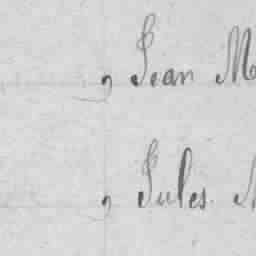 , Jean M
, Jules